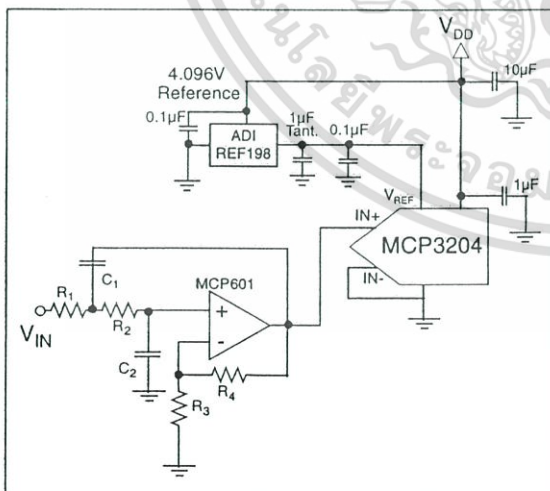 V_DD
4.096V
Reference
10µF
0.1µF
1µF
Tant.
0.1µF
ADI
REF198
1µF
V_REF
IN+
MCP3204
IN-
C₁
MCP601
R₁
R₂
+
V_IN
-
C₂
R₄
R₃